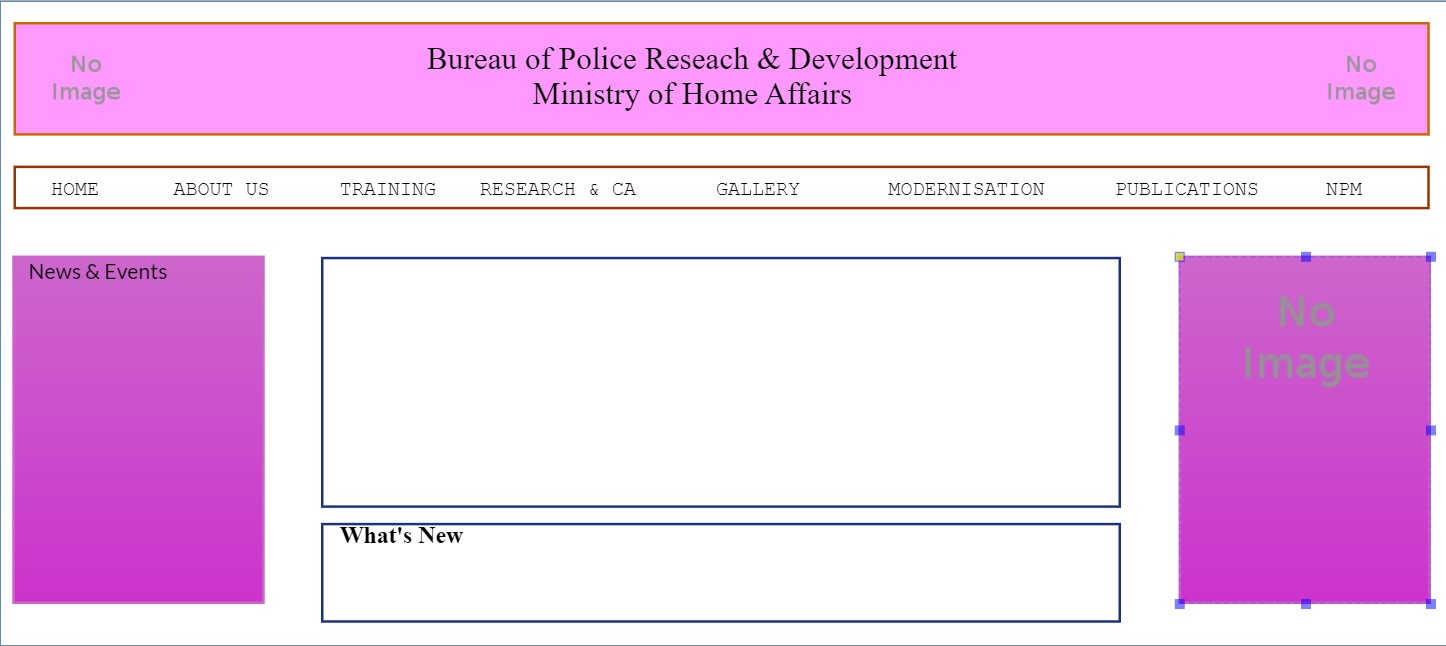 No
Image
Bureau of Police Reseach & Development
Ministry of Home Affairs
No
Image
HOME ABOUT US TRAINING RESEARCH & CA GALLERY MODERNISATION PUBLICATIONS NPM
News & Events
No
Image
What's New